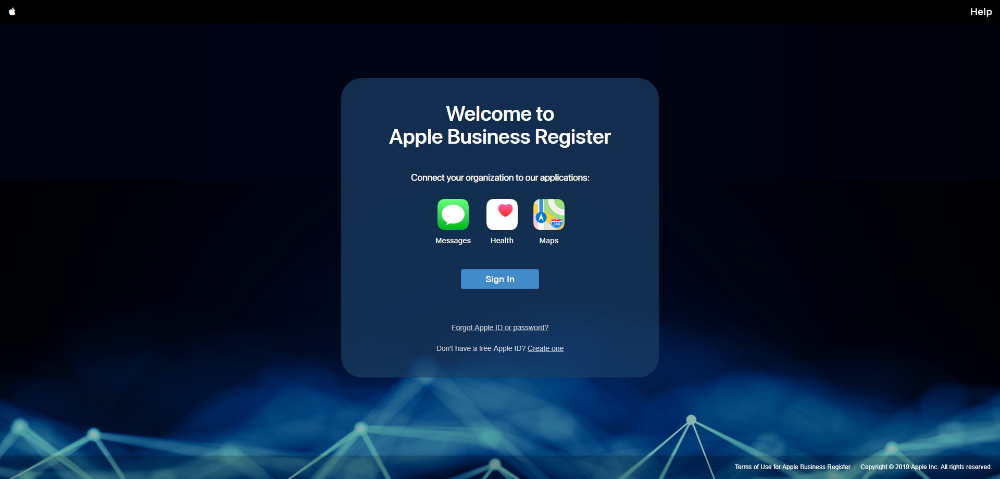 Help
Welcome to
Apple Business Register
Connect your organization to our applications:
280
Messages
Health
Maps
Sign In
Forgot Apple ID or password?
Don't have a free Apple ID? Create one
Terms of Use for Apple Business Register | Copyright © 2019 Apple Inc. All rights reserved.